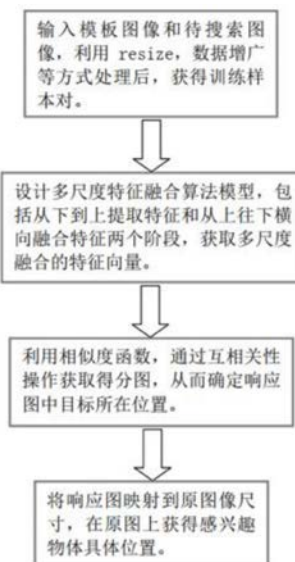 输入模板图像和待搜索图
像，利用 resize，数据增广
等方式处理后，获得训练样
本对。
设计多尺度特征融合算法模型，包
括从下到上提取特征和从上往下横
向融合特征两个阶段，获取多尺度
融合的特征向量。
利用相似度函数，通过互相关性
操作获取得分图，从而确定响应
图中目标所在位置。
将响应图映射到原图像尺
寸，在原图上获得感兴趣
物体具体位置。